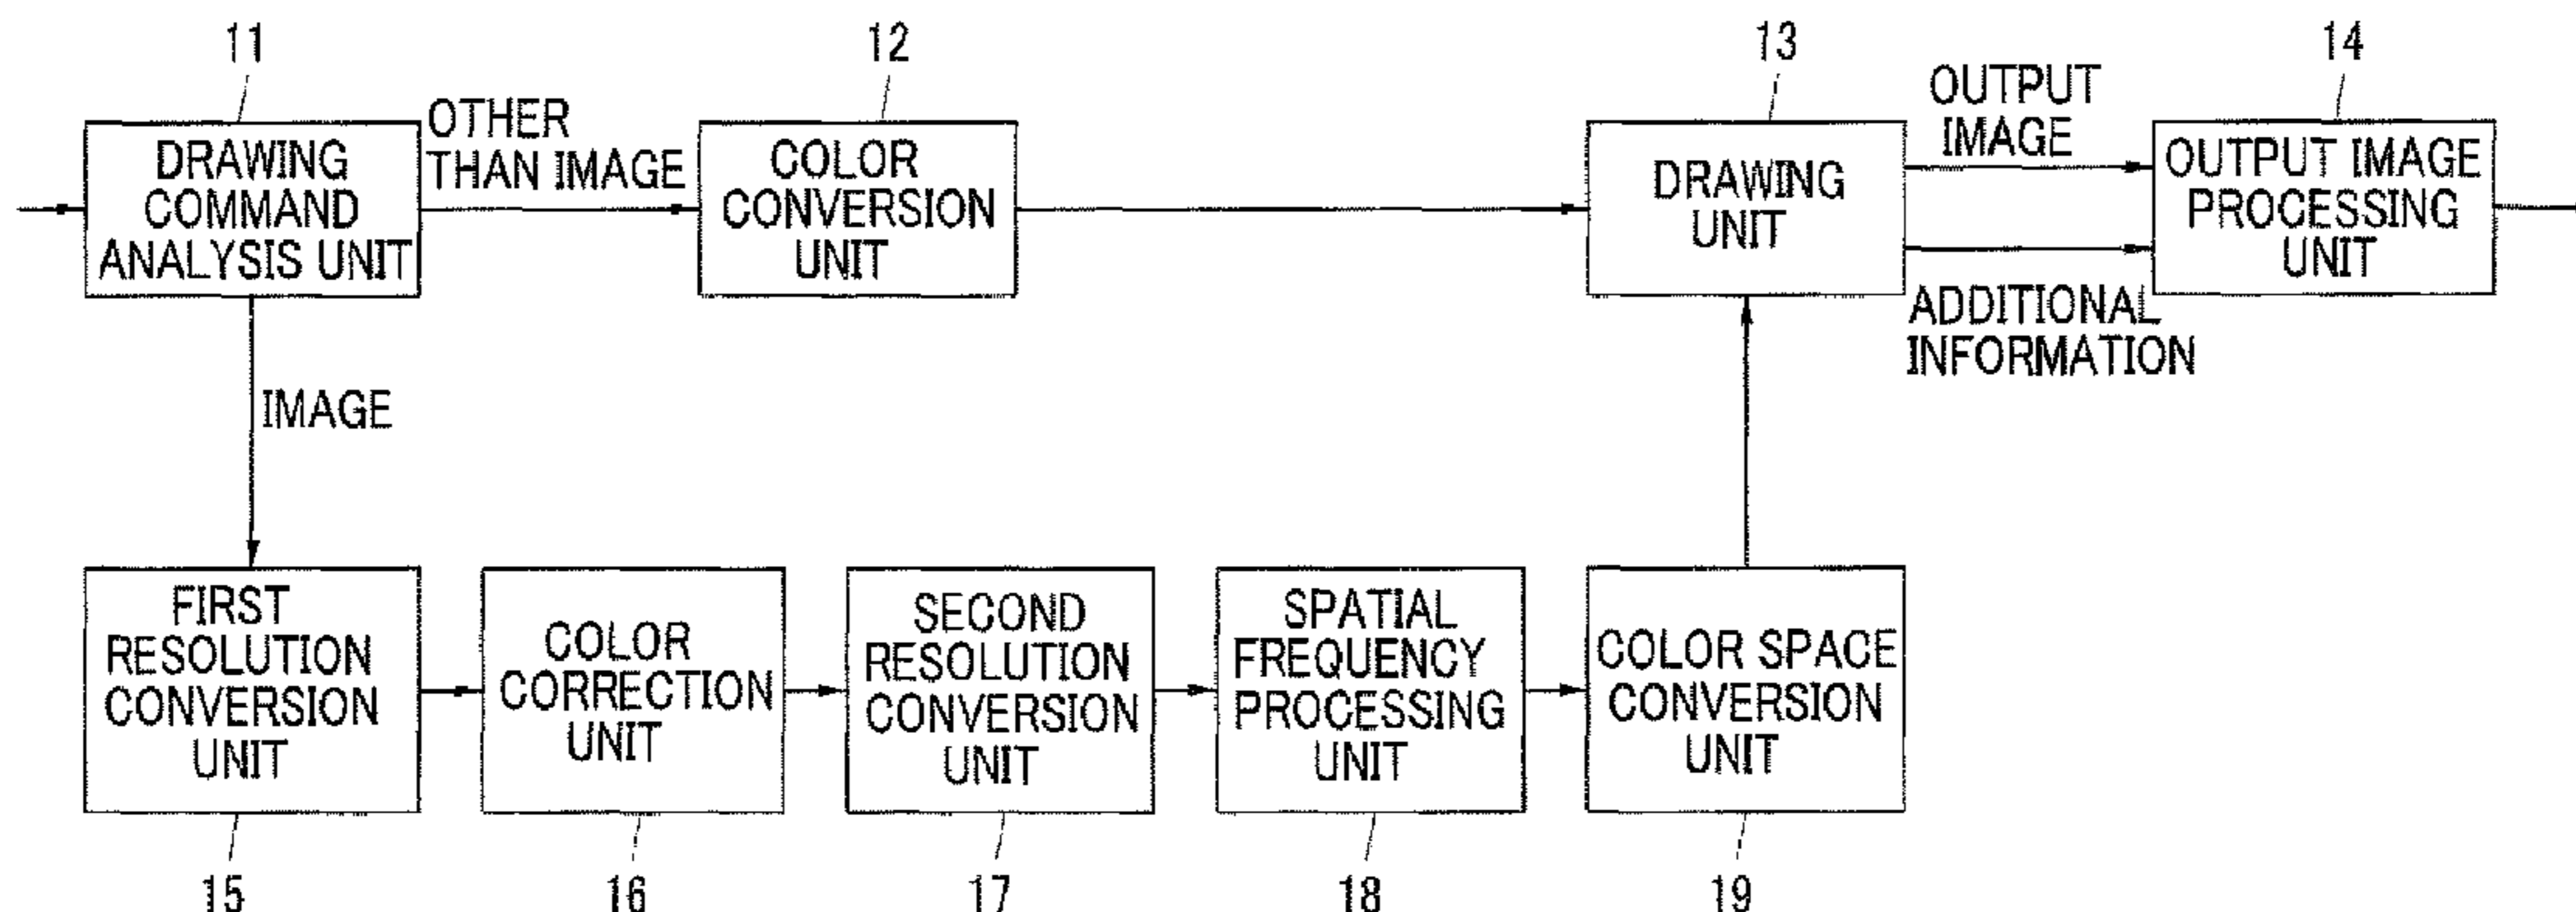 11
12
13
14
DRAWING
COMMAND
ANALYSIS UNIT
OTHER
THAN IMAGE
COLOR
CONVERSION
UNIT
DRAWING
UNIT
OUTPUT
IMAGE
ADDITIONAL
INFORMATION
OUTPUT IMAGE
PROCESSING
UNIT
IMAGE
FIRST
RESOLUTION
CONVERSION
UNIT
COLOR
CORRECTION
UNIT
SECOND
RESOLUTION
CONVERSION
UNIT
SPATIAL
FREQUENCY
PROCESSING
UNIT
COLOR SPACE
CONVERSION
UNIT
15
16
17
18
19